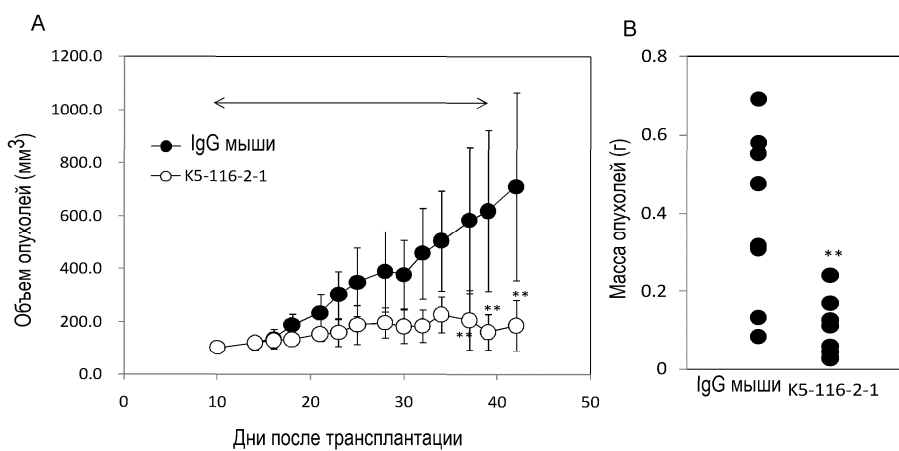 A
Объем опухолей (мм3)
1200.0
1000.0
800.0
600.0
400.0
200.0
0.0
IgG мыши
K5-116-2-1
**
**
**
0
10
20
30
40
50
Дни после трансплантации
B
Масса опухолей (г)
0.8
0.6
0.4
0.2
0
**
IgG мыши
K5-116-2-1